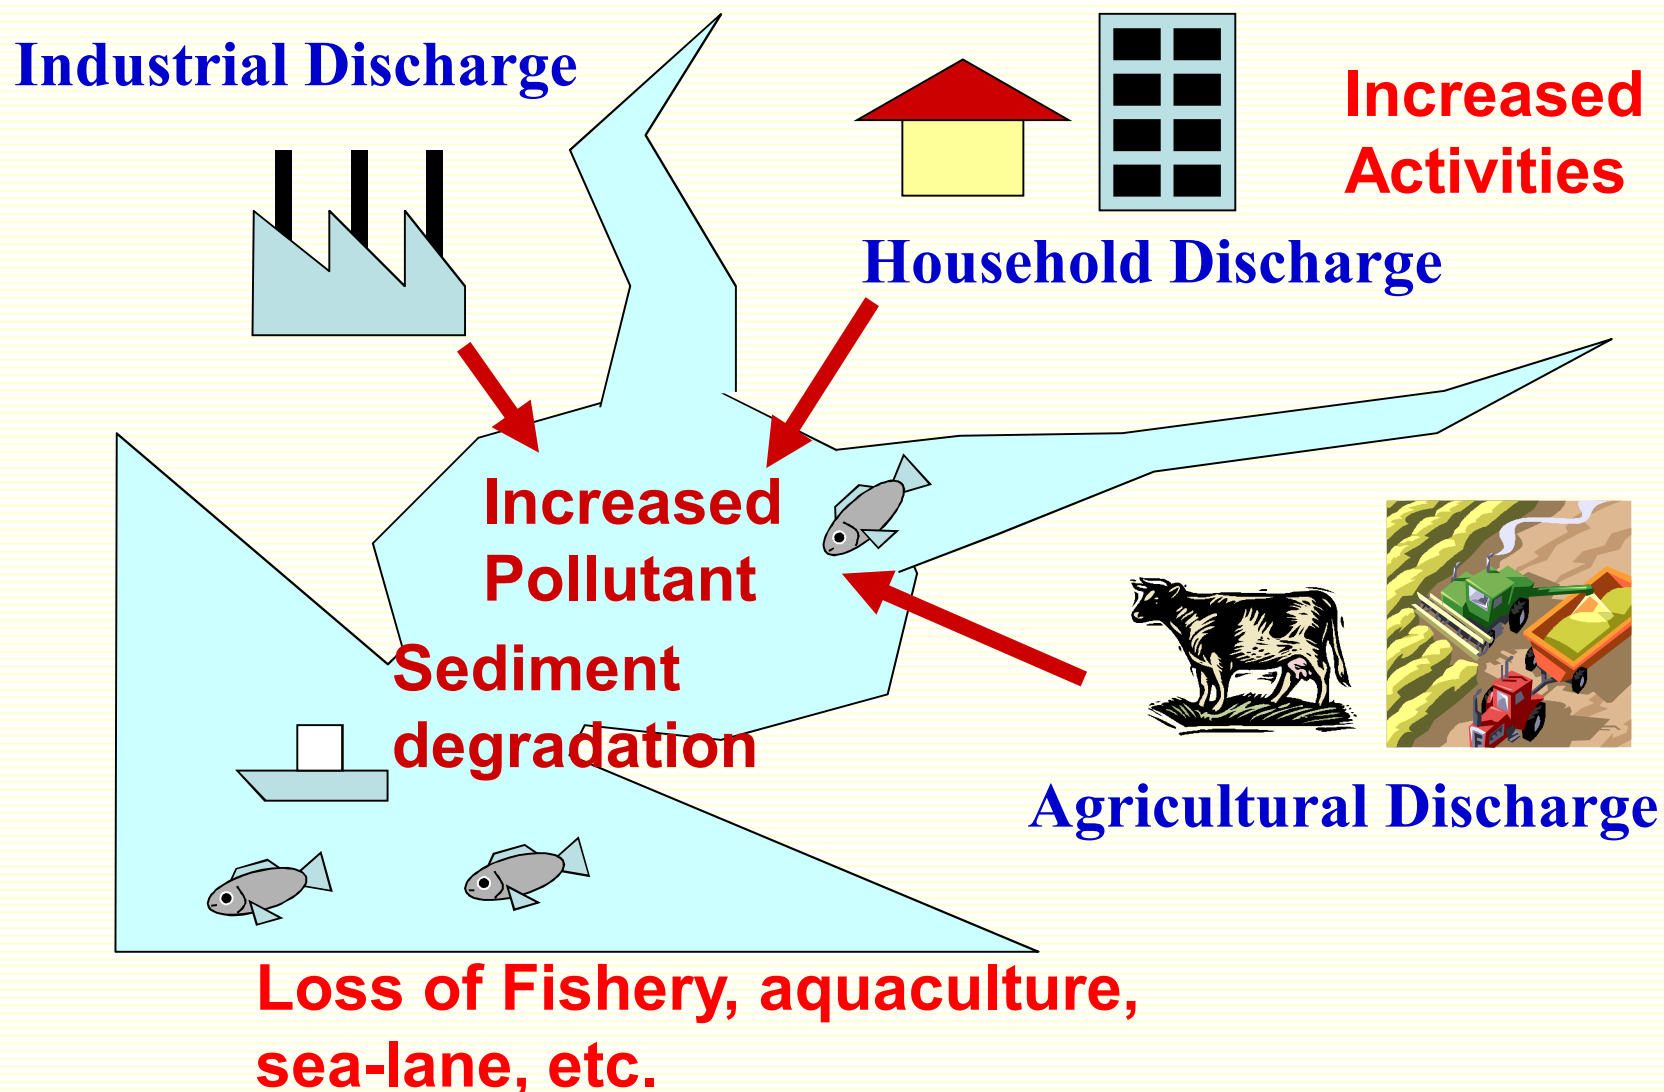 Industrial Discharge
Increased
Activities
Household Discharge
Increased
Pollutant
Sediment
degradation
Agricultural Discharge
Loss of Fishery, aquaculture,
sea-lane, etc.